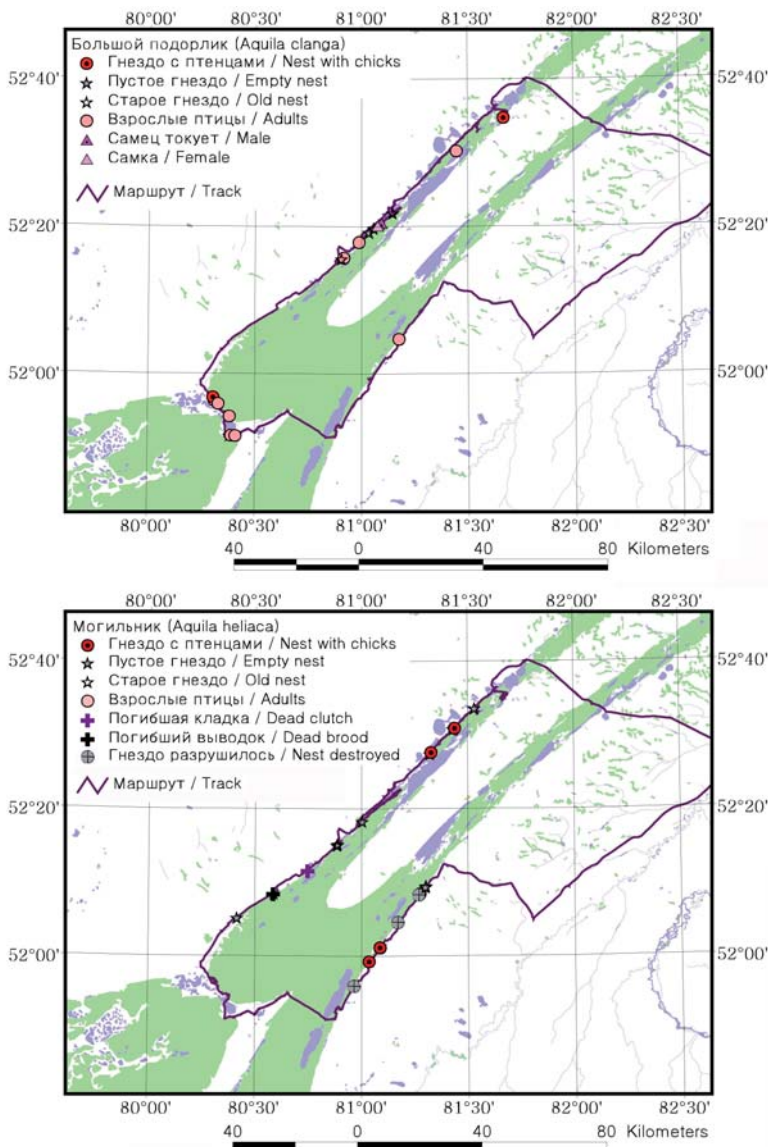 80°00' 80°30' 81°00' 81°30' 82°00' 82°30'
Большой подорлик (Aquila clanga)
Гнездо с птенцами / Nest with chicks
Пустое гнездо / Empty nest
Старое гнездо / Old nest
Взрослые птицы / Adults
Самец токует / Male
Самка / Female
Маршрут / Track
52°40' 52°40'
52°20' 52°20'
52°00' 52°00'
80°00' 80°30' 81°00' 81°30' 82°00' 82°30'
40 0 40 80 Kilometers
80°00' 80°30' 81°00' 81°30' 82°00' 82°30'
Могильник (Aquila heliaca)
Гнездо с птенцами / Nest with chicks
Пустое гнездо / Empty nest
Старое гнездо / Old nest
Взрослые птицы / Adults
Погибшая кладка / Dead clutch
Погибший выводок / Dead brood
Гнездо разрушилось / Nest destroyed
Маршрут / Track
52°40' 52°40'
52°20' 52°20'
52°00' 52°00'
80°00' 80°30' 81°00' 81°30' 82°00' 82°30'
40 0 40 80 Kilometers